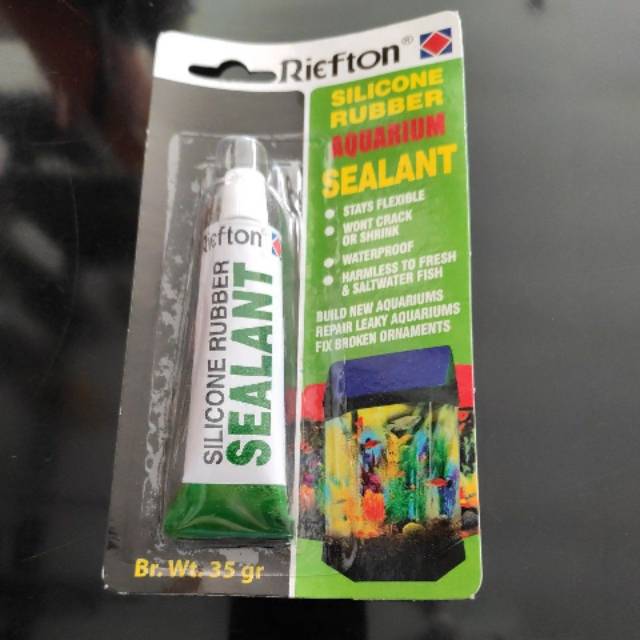 Riefton®
SILICONE
RUBBER
AQUARIUM
SEALANT
STAYS FLEXIBLE
WONT CRACK
OR SHRINK
WATERPROOF
HARMLESS TO FRESH
& SALTWATER FISH
BUILD NEW AQUARIUMS
REPAIR LEAKY AQUARIUMS
FIX BROKEN ORNAMENTS
Riefton
SILICONE RUBBER
SEALANT
Br. Wt. 35 gr